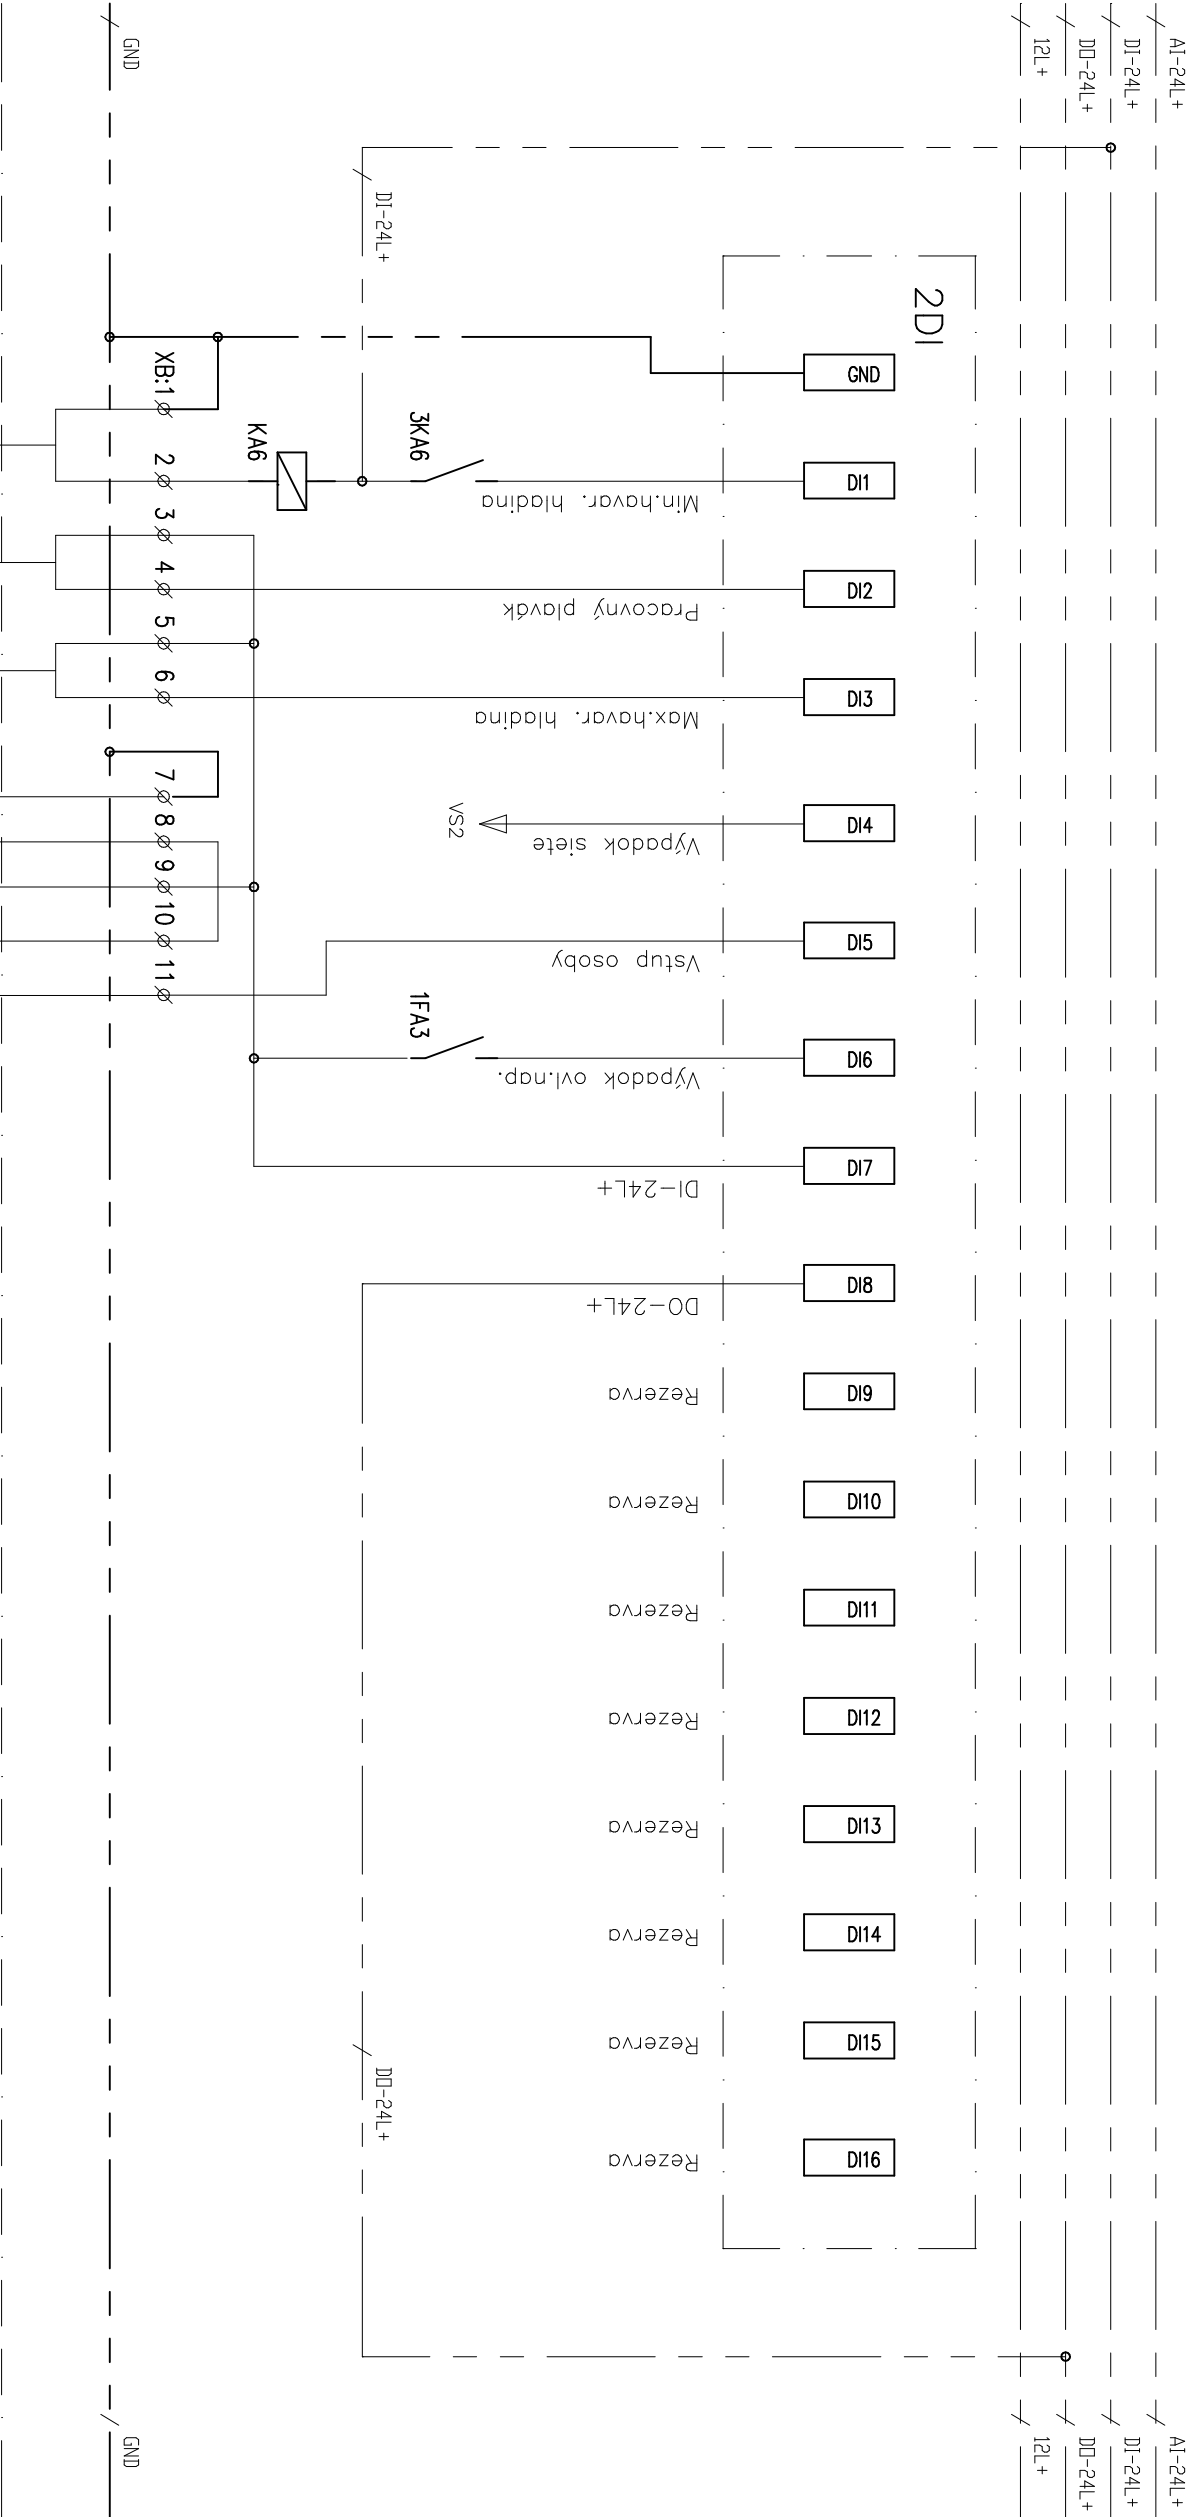 AI-24L+
DI-24L+
DO-24L+
12L+
GND
DI-24L+
2DI
GND
DI1
DI2
DI3
DI4
DI5
DI6
DI7
DI8
DI9
DI10
DI11
DI12
DI13
DI14
DI15
DI16
Min.havar. hladina
Pracovný plavák
Max.havar. hladina
Výpadok siete
Vstup osoby
Výpadok ovl.nap.
DI-24L+
DO-24L+
Rezerva
Rezerva
Rezerva
Rezerva
Rezerva
Rezerva
Rezerva
Rezerva
3KA6
VS2
1FA3
KA6
XB:1
2
3
4
5
6
7
8
9
10
11
DO-24L+
AI-24L+
DI-24L+
DO-24L+
12L+
GND